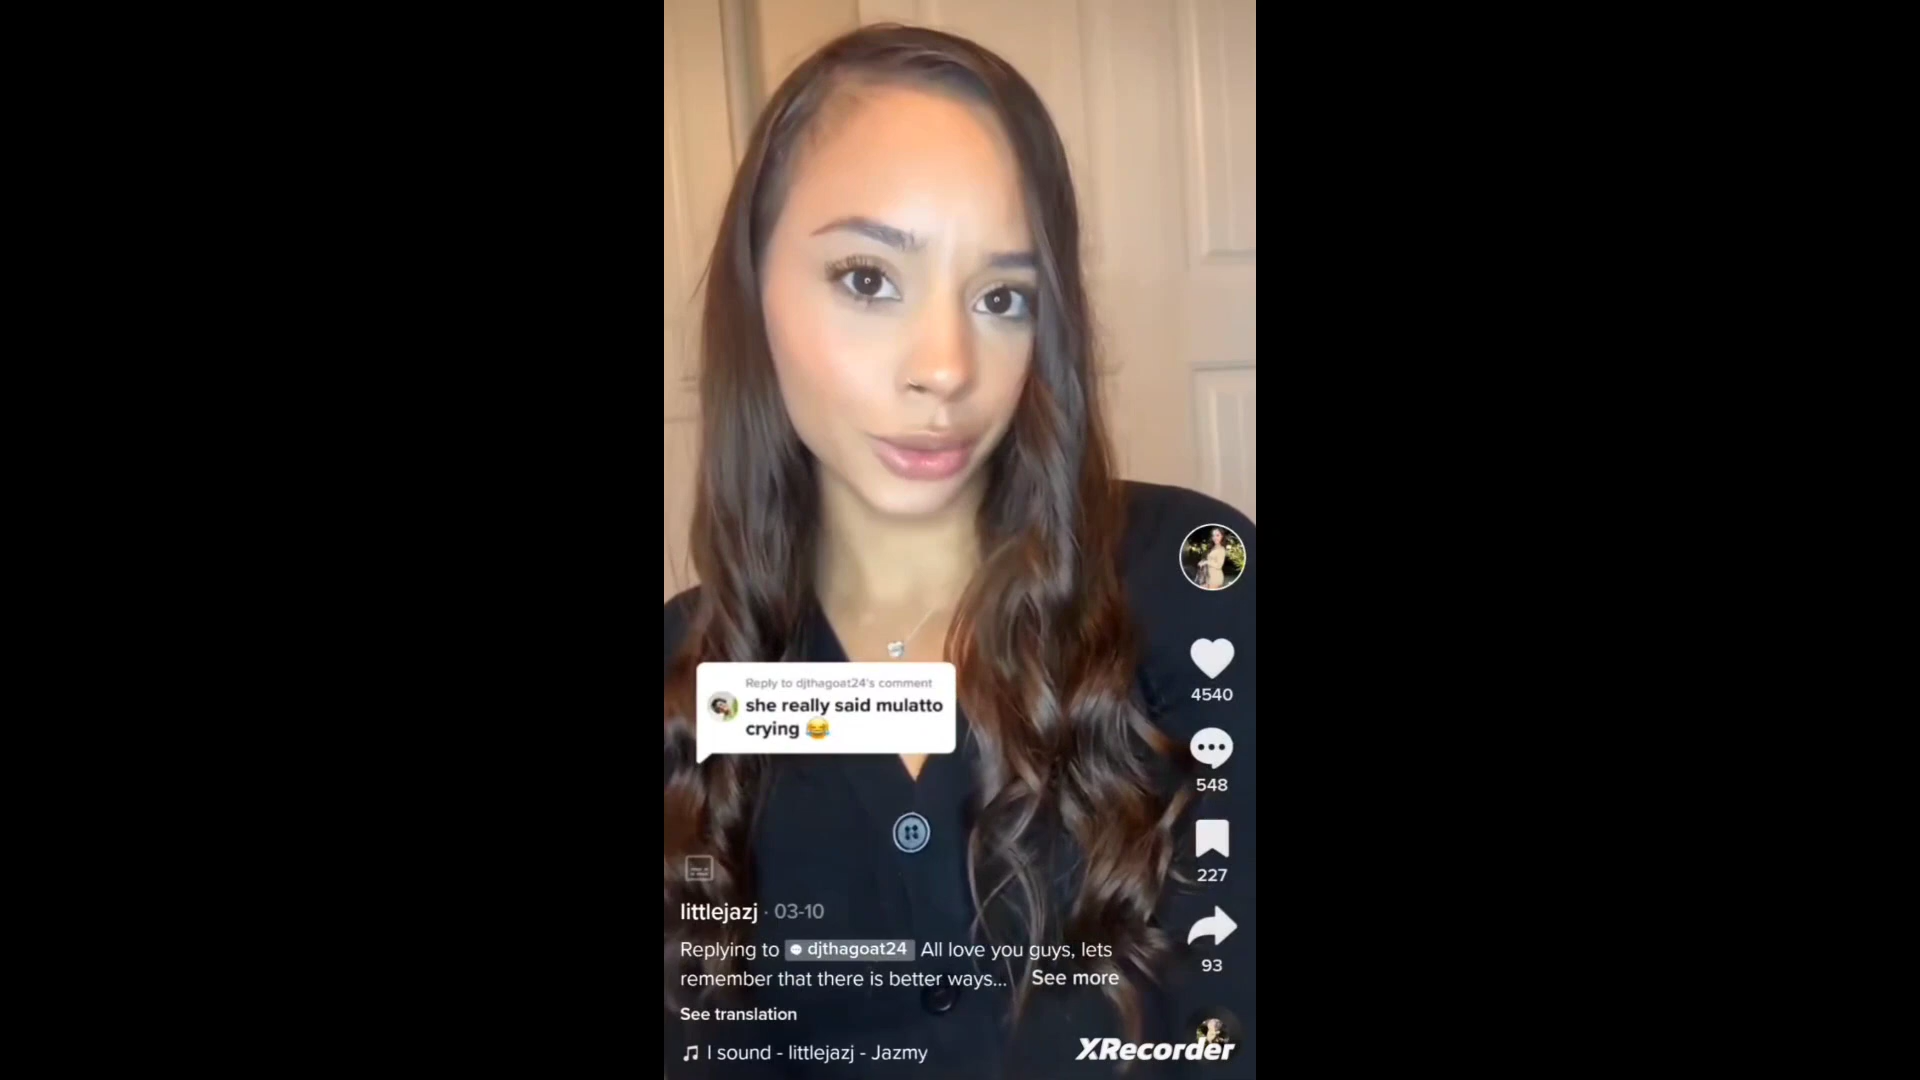 Reply to djthagoat24's comment
she really said mulatto
crying 😂
4540
548
227
93
littlejazj · 03-10
Replying to djthagoat24 All love you guys, lets
remember that there is better ways... See more
See translation
I sound - littlejazj - Jazmy
XRecorder